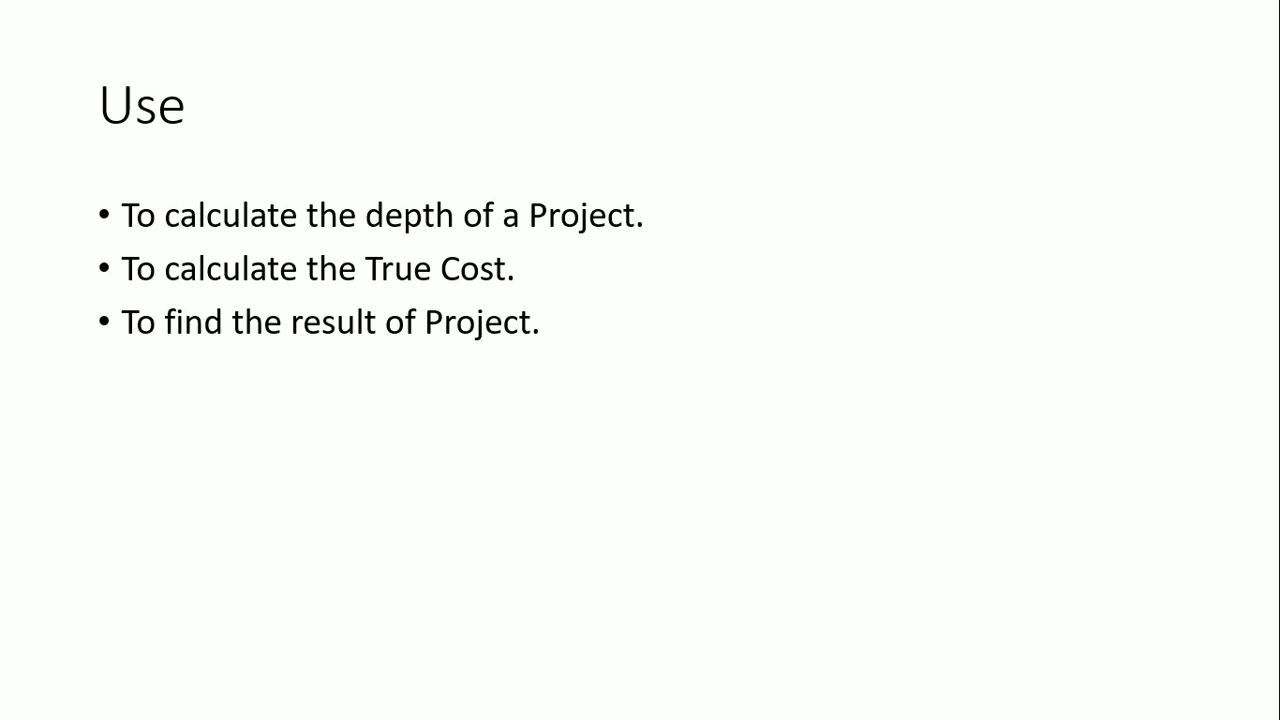 Use
• To calculate the depth of a Project.
• To calculate the True Cost.
• To find the result of Project.